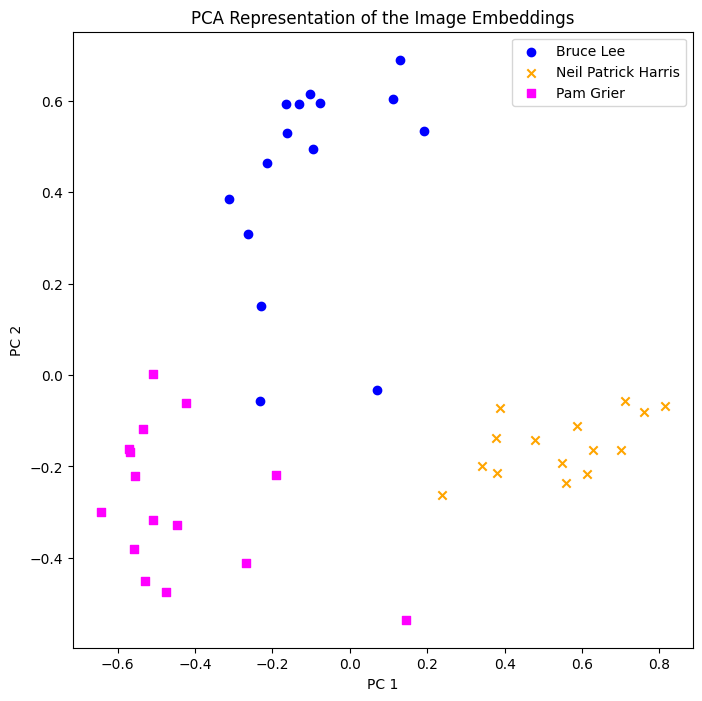 PCA Representation of the Image Embeddings
Bruce Lee
Neil Patrick Harris
Pam Grier
0.6
0.4
0.2
0.0
−0.2
−0.4
PC 2
−0.6
−0.4
−0.2
0.0
0.2
0.4
0.6
0.8
PC 1